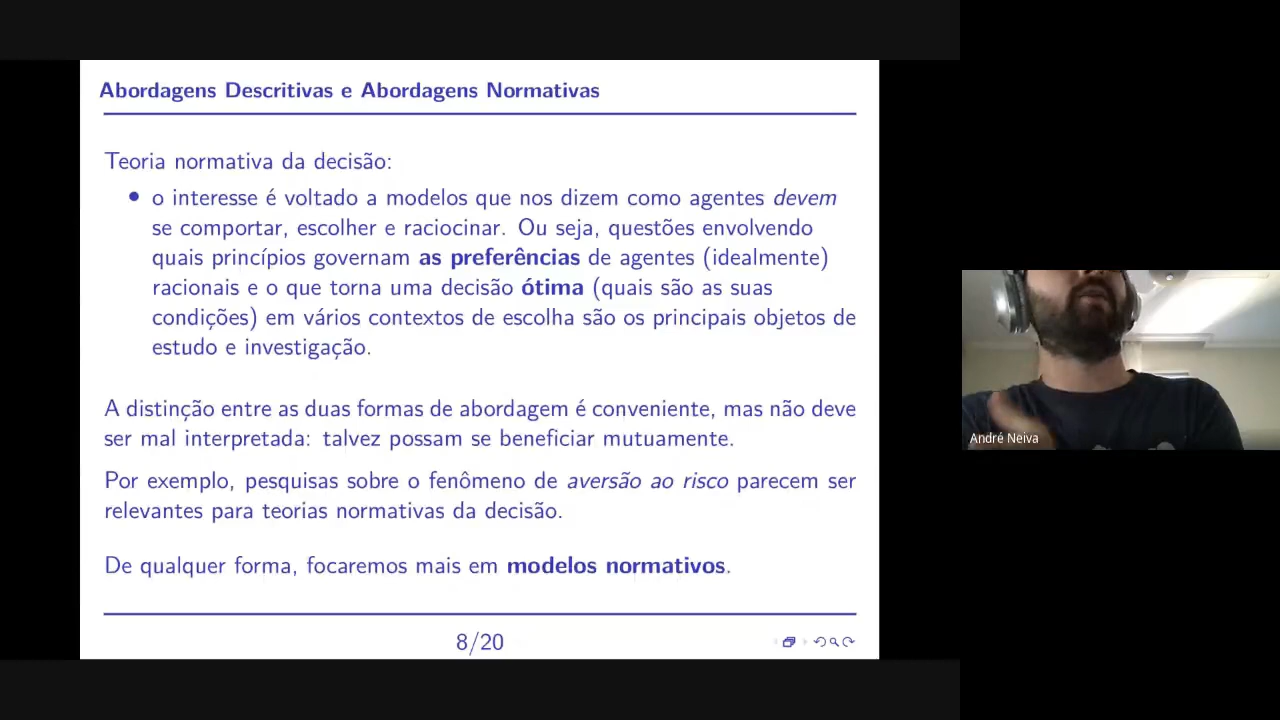 Abordagens Descritivas e Abordagens Normativas
Teoria normativa da decisão:
o interesse é voltado a modelos que nos dizem como agentes devem
se comportar, escolher e raciocinar. Ou seja, questões envolvendo
quais princípios governam as preferências de agentes (idealmente)
racionais e o que torna uma decisão ótima (quais são as suas
condições) em vários contextos de escolha são os principais objetos de
estudo e investigação.
A distinção entre as duas formas de abordagem é conveniente, mas não deve
ser mal interpretada: talvez possam se beneficiar mutuamente.
Por exemplo, pesquisas sobre o fenômeno de aversão ao risco parecem ser
relevantes para teorias normativas da decisão.
De qualquer forma, focaremos mais em modelos normativos.
8/20
André Neiva